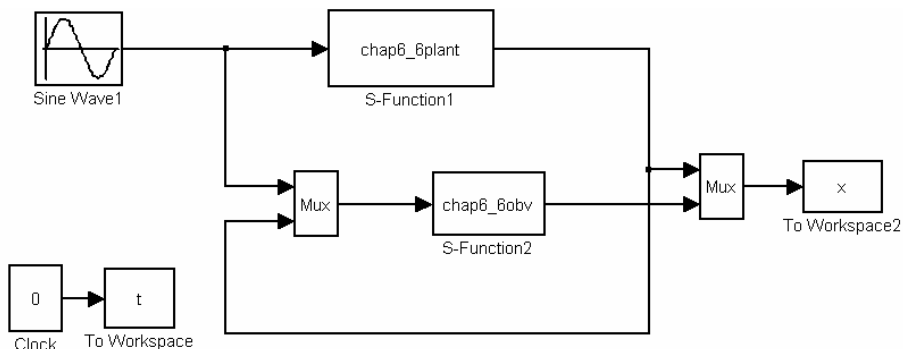 chap6_6plant
Sine Wave1
S-Function1
Mux
chap6_6obv
Mux
x
S-Function2
To Workspace2
0
t
Clock
To Workspace